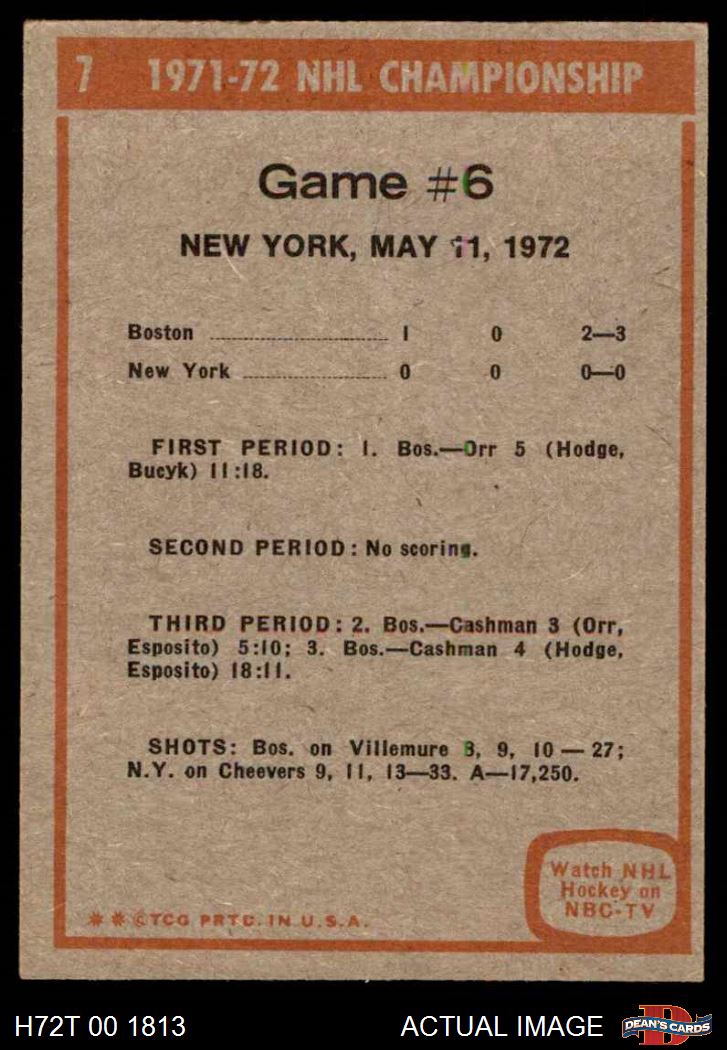 7 1971-72 NHL CHAMPIONSHIP
Game #6
NEW YORK, MAY 11, 1972
Boston ........................................ 1 0 2—3
New York ................................ 0 0 0—0
FIRST PERIOD: 1. Bos.—Orr 5 (Hodge,
Bucyk) 11:18.
SECOND PERIOD: No scoring.
THIRD PERIOD: 2. Bos.—Cashman 3 (Orr,
Esposito) 5:10; 3. Bos.—Cashman 4 (Hodge,
Esposito) 18:11.
SHOTS: Bos. on Villemure 8, 9, 10 — 27;
N.Y. on Cheevers 9, 11, 13—33. A—17,250.
Watch NHL
Hockey on
NBC-TV
* * © TCG PRTD. IN U.S.A.
H72T 00 1813 ACTUAL IMAGE
D
DEAN'S CARDS